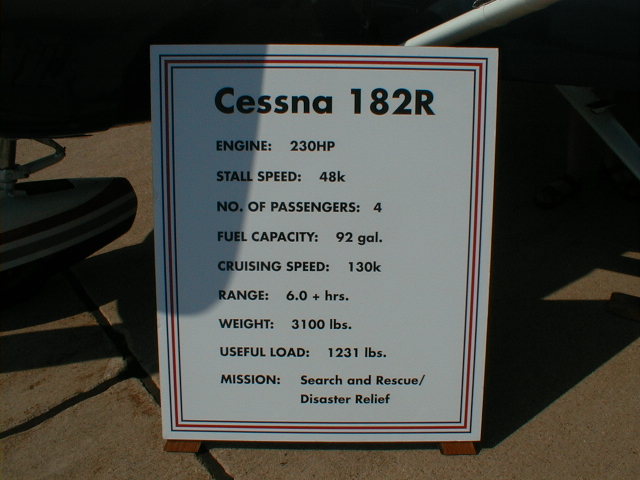 Cessna 182R
ENGINE: 230HP
STALL SPEED: 48k
NO. OF PASSENGERS: 4
FUEL CAPACITY: 92 gal.
CRUISING SPEED: 130k
RANGE: 6.0 + hrs.
WEIGHT: 3100 lbs.
USEFUL LOAD: 1231 lbs.
MISSION: Search and Rescue/
Disaster Relief